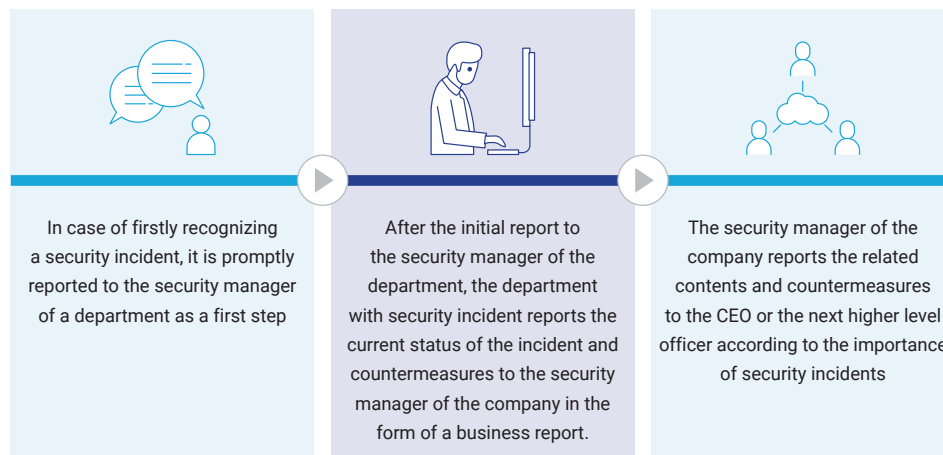 In case of firstly recognizing
a security incident, it is promptly
reported to the security manager
of a department as a first step
After the initial report to
the security manager of the
department, the department
with security incident reports the
current status of the incident and
countermeasures to the security
manager of the company in the
form of a business report.
The security manager of the
company reports the related
contents and countermeasures
to the CEO or the next higher level
officer according to the importance
of security incidents